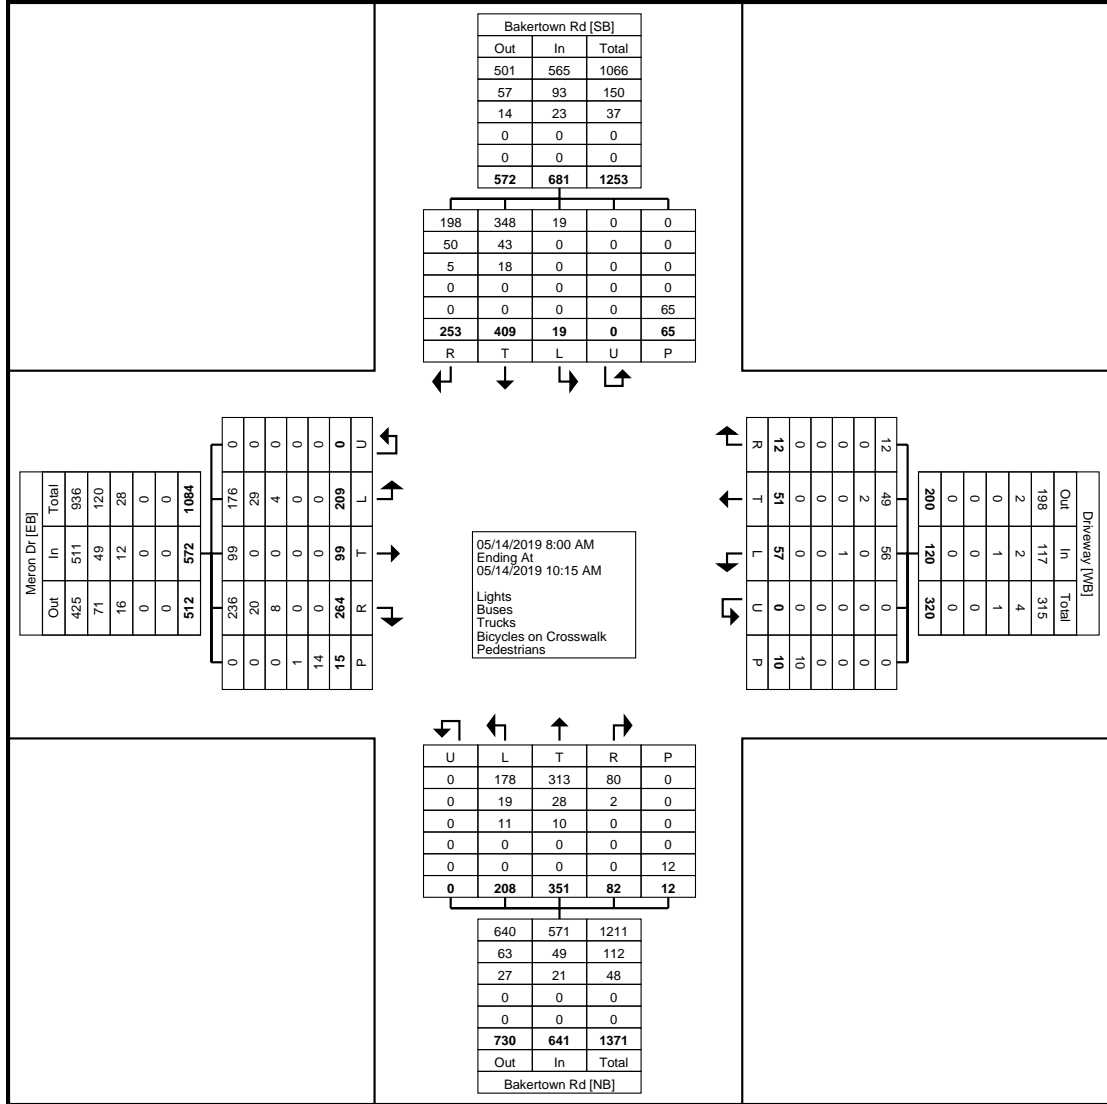 Bakertown Rd [SB]
Out In Total
501 565 1066
57 93 150
14 23 37
0 0 0
0 0 0
572 681 1253
198 348 19 0 0
50 43 0 0 0
5 18 0 0 0
0 0 0 0 0
0 0 0 0 65
253 409 19 0 65
R T L U P
Meron Dr [EB]
Total In Out
936 511 425
120 49 71
28 12 16
0 0 0
0 0 0
1084 572 512
0 176 99 236 0
0 29 0 20 0
0 4 0 8 0
0 0 0 0 1
0 0 0 0 14
0 209 99 264 15
U L T R P
05/14/2019 8:00 AM
Ending At
05/14/2019 10:15 AM
Lights
Buses
Trucks
Bicycles on Crosswalk
Pedestrians
R T L U P
12 51 57 0 10
0 0 0 0 10
0 0 0 0 0
0 0 1 0 0
0 2 0 0 0
12 49 56 0 0
200 120 320
0 0 0
0 0 0
0 1 1
2 2 4
198 117 315
Out In Total
Driveway [WB]
U L T R P
0 178 313 80 0
0 19 28 2 0
0 11 10 0 0
0 0 0 0 0
0 0 0 0 12
0 208 351 82 12
640 571 1211
63 49 112
27 21 48
0 0 0
0 0 0
730 641 1371
Out In Total
Bakertown Rd [NB]